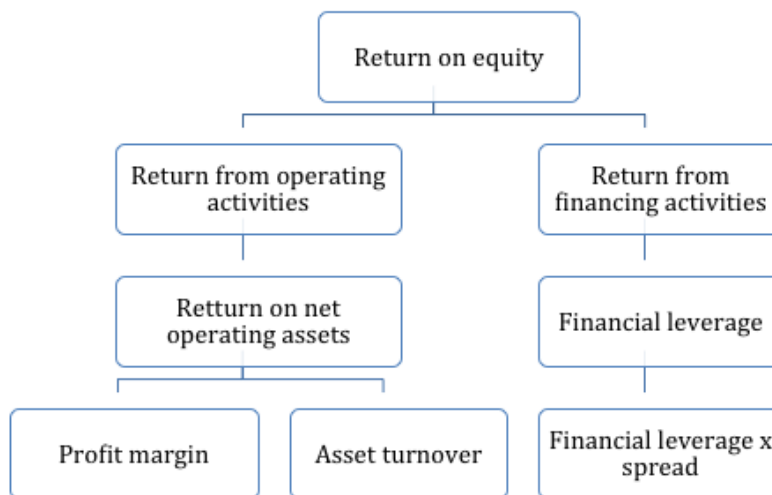 Return on equity
Return from operating
activities
Return from
financing activities
Retturn on net
operating assets
Financial leverage
Profit margin
Asset turnover
Financial leverage x
spread